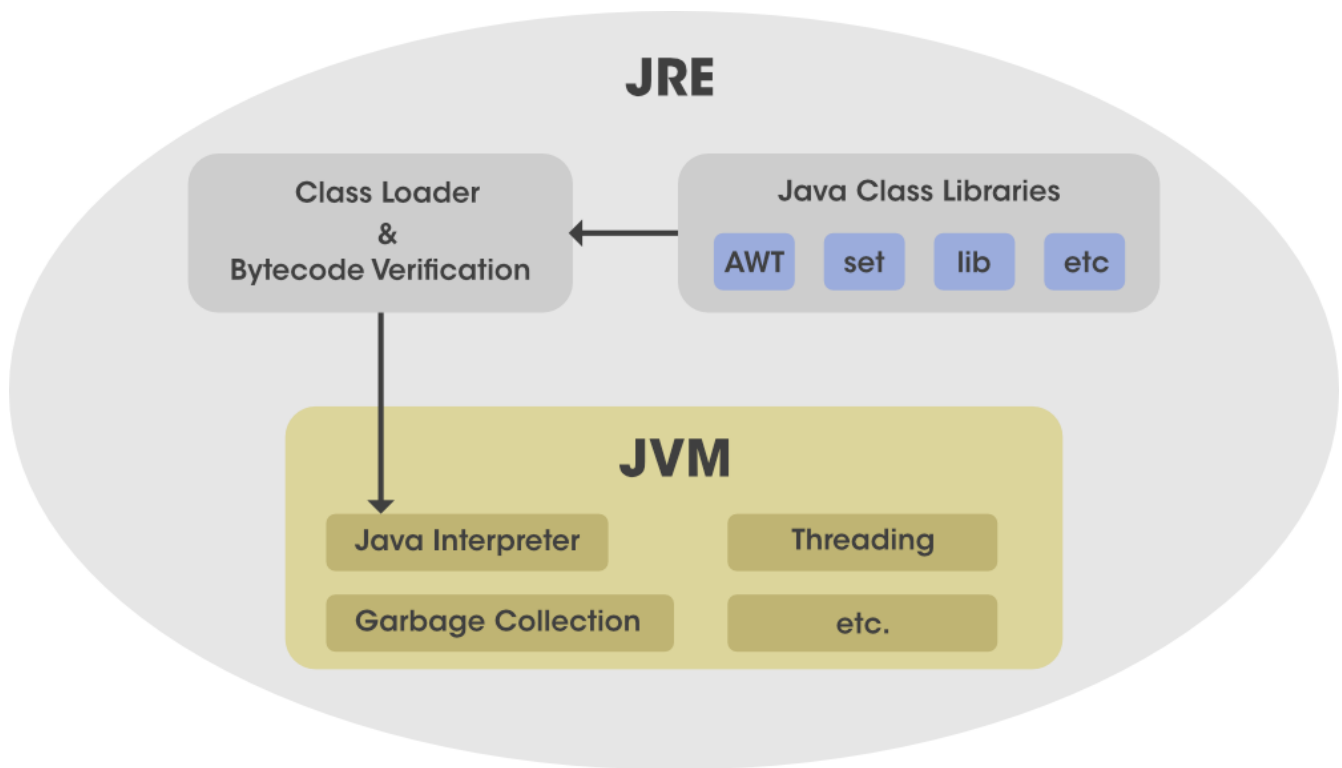 JRE
Class Loader
&
Bytecode Verification
Java Class Libraries
AWT
set
lib
etc
JVM
Java Interpreter
Threading
Garbage Collection
etc.